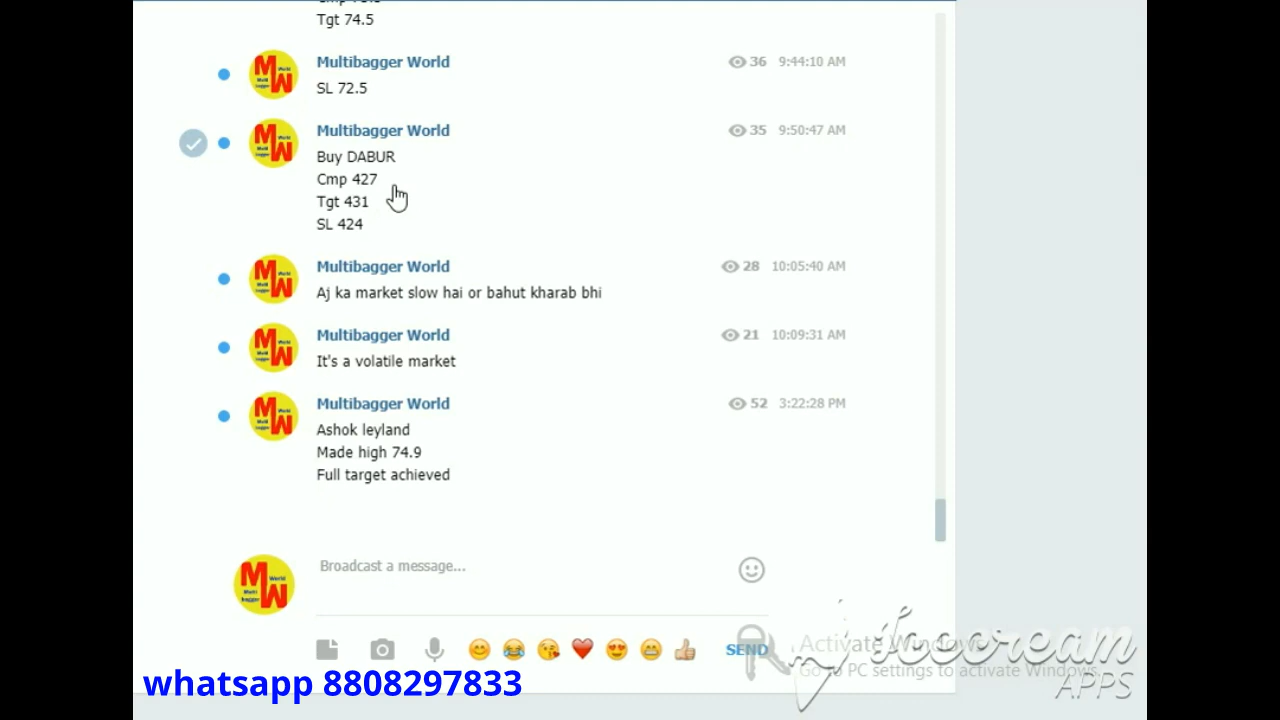 Tgt 74.5
Multibagger World 36 9:44:10 AM
SL 72.5
Multibagger World 35 9:50:47 AM
Buy DABUR
Cmp 427
Tgt 431
SL 424
Multibagger World 28 10:05:40 AM
Aj ka market slow hai or bahut kharab bhi
Multibagger World 21 10:09:31 AM
It's a volatile market
Multibagger World 52 3:22:28 PM
Ashok leyland
Made high 74.9
Full target achieved
Broadcast a message...
SEND
Activate Windows
Go to PC settings to activate Windows.
Icecream
APPS
whatsapp 8808297833